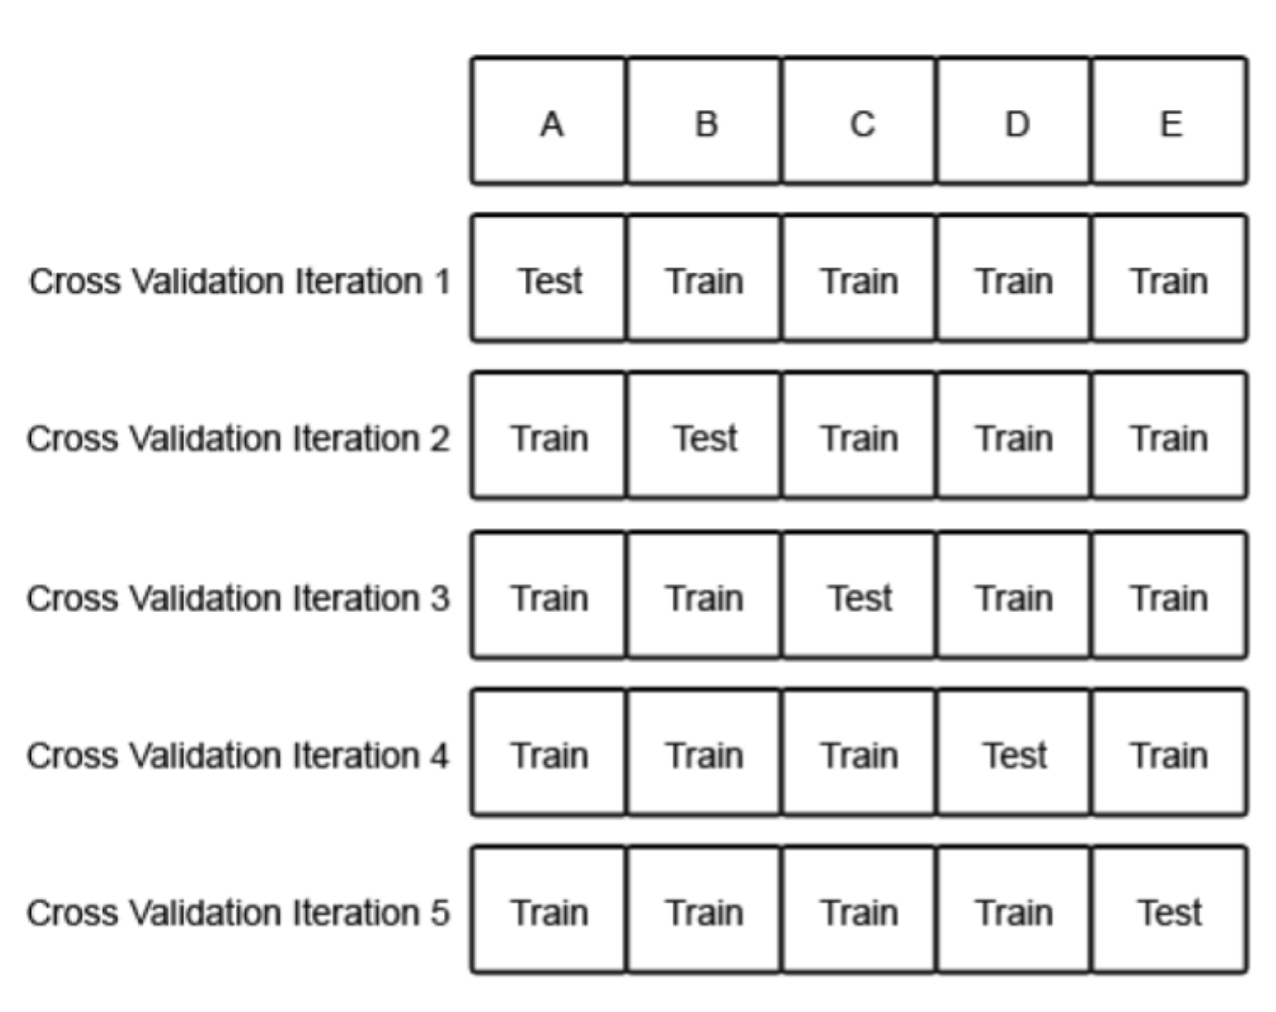 A B C D E
Cross Validation Iteration 1 Test Train Train Train Train
Cross Validation Iteration 2 Train Test Train Train Train
Cross Validation Iteration 3 Train Train Test Train Train
Cross Validation Iteration 4 Train Train Train Test Train
Cross Validation Iteration 5 Train Train Train Train Test